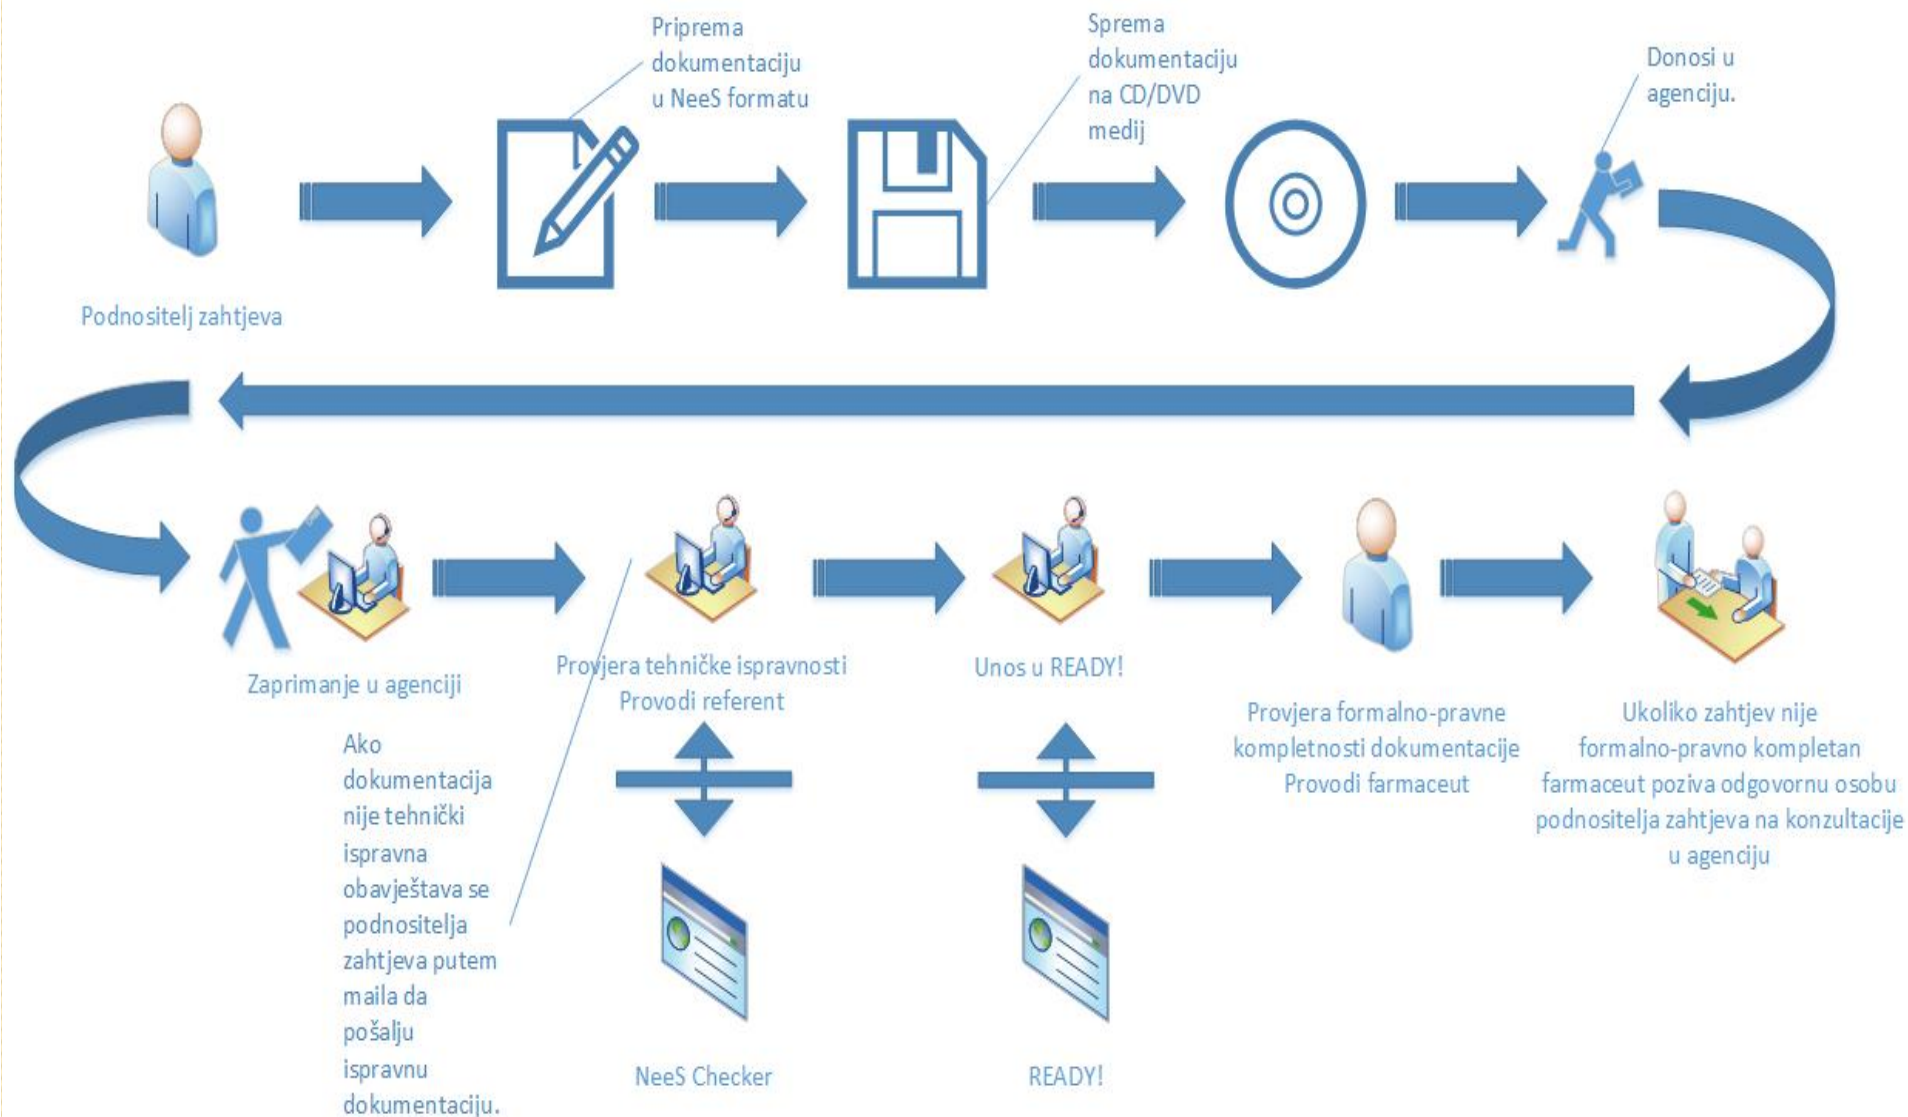 Priprema
dokumentaciju
u NeeS formatu
Sprema
dokumentaciju
na CD/DVD
medij
Donosi u
agenciju.
Podnositelj zahtjeva
Zaprimanje u agenciji
Ako
dokumentacija
nije tehnički
ispravna
obavještava se
podnositelja
zahtjeva putem
maila da
pošalju
ispravnu
dokumentaciju.
Provjera tehničke ispravnosti
Provodi referent
NeeS Checker
Unos u READY!
READY!
Provjera formalno-pravne
kompletnosti dokumentacije
Provodi farmaceut
Ukoliko zahtjev nije
formalno-pravno kompletan
farmaceut poziva odgovornu osobu
podnositelja zahtjeva na konzultacije
u agenciju